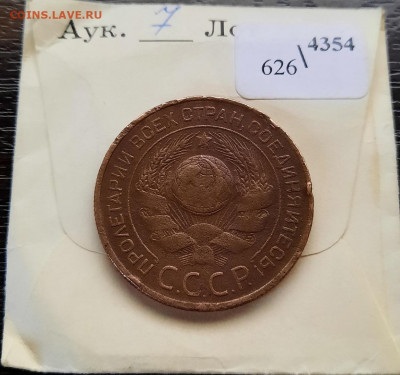 COINS.LAVE.RU
Аук. 7 Ло
626/4354
ПРОЛЕТАРИИ ВСЕХ СТРАН, СОЕДИНЯЙТЕСЬ!
С.С.С.Р.